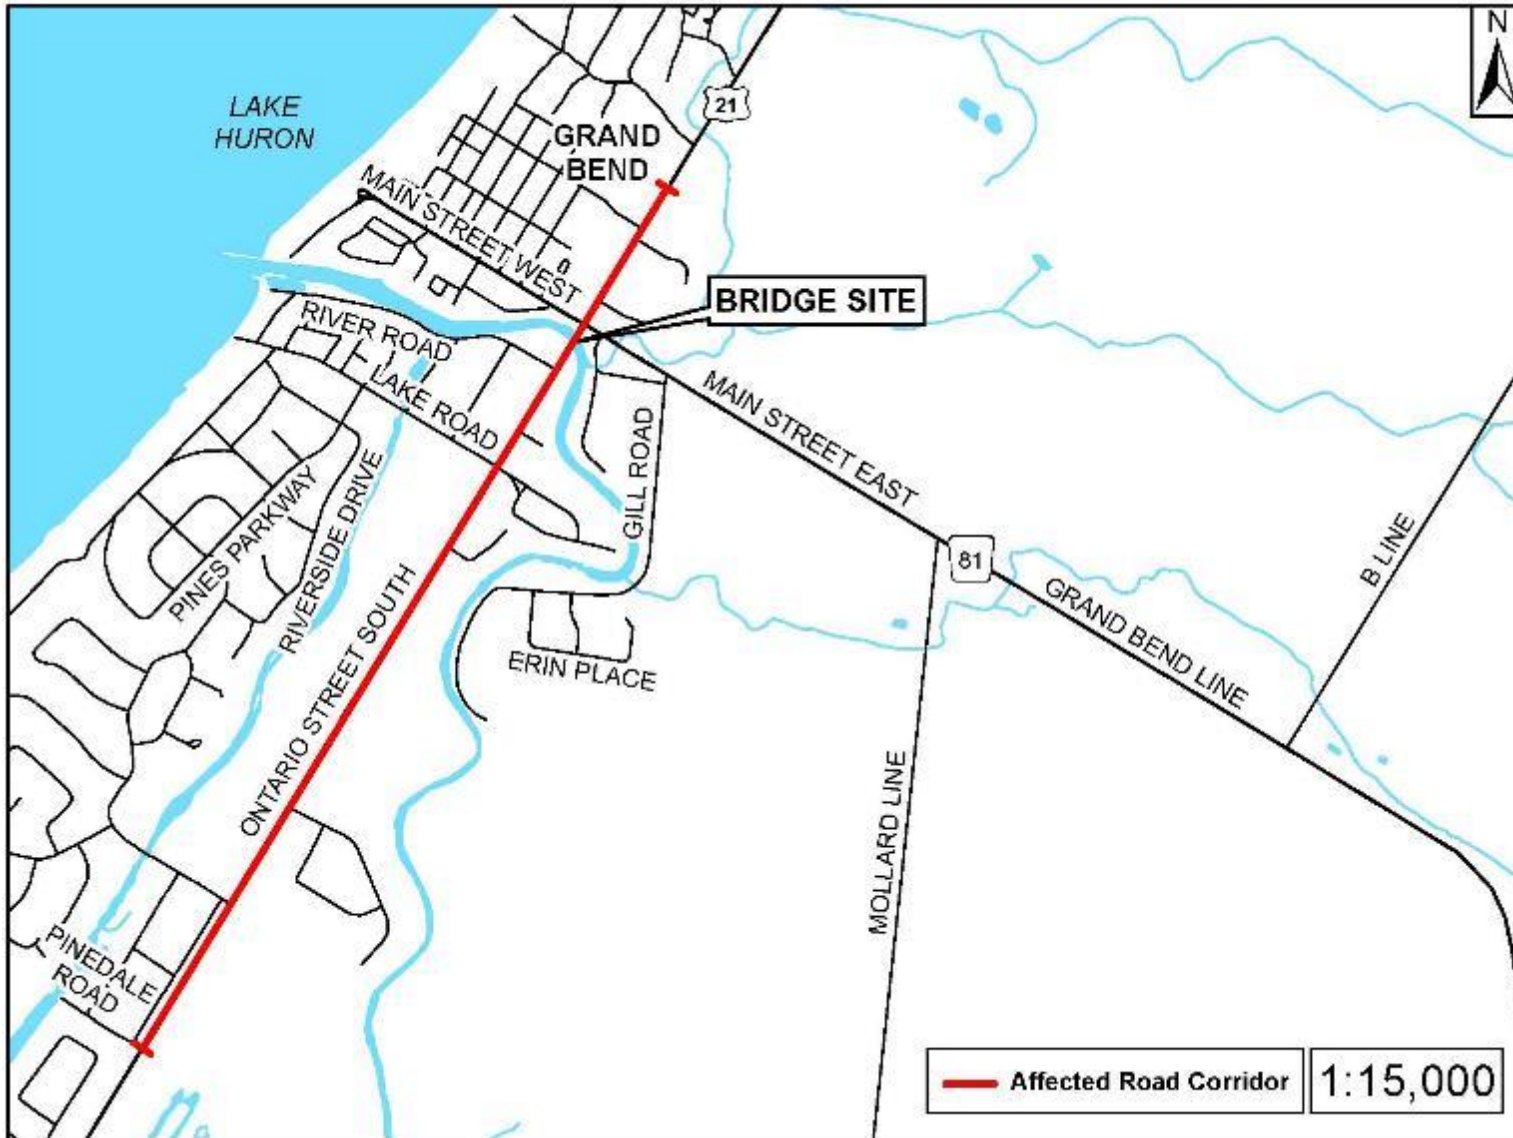 N
LAKE
HURON
21
GRAND
BEND
MAIN STREET WEST
BRIDGE SITE
RIVER ROAD
LAKE ROAD
MAIN STREET EAST
GILL ROAD
PINES PARKWAY
RIVERSIDE DRIVE
81
B LINE
GRAND BEND LINE
ERIN PLACE
ONTARIO STREET SOUTH
MOLLARD LINE
PINEDALE
ROAD
Affected Road Corridor
1:15,000